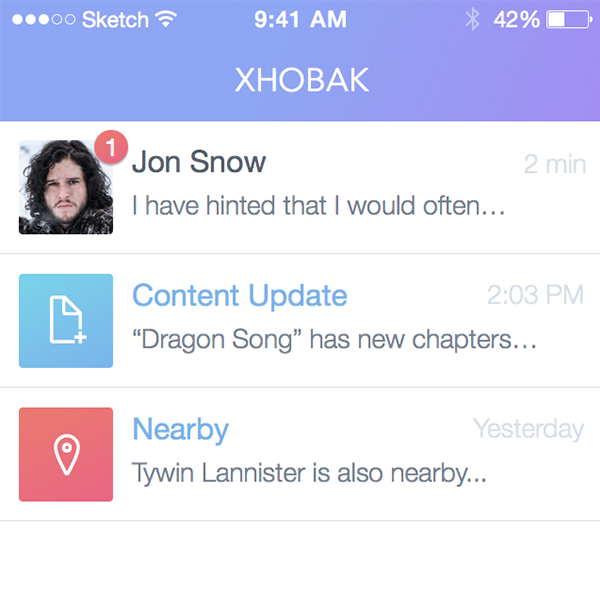 Sketch 9:41 AM 42%
XHOBAK
1
Jon Snow 2 min
I have hinted that I would often...
Content Update 2:03 PM
“Dragon Song” has new chapters...
Nearby Yesterday
Tywin Lannister is also nearby...